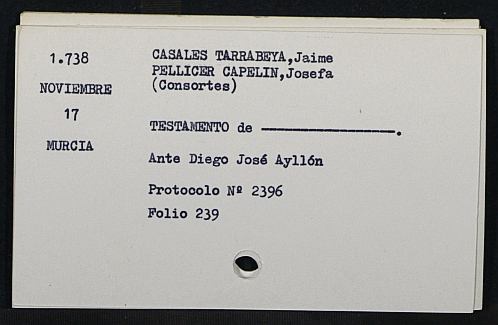 1.738
NOVIEMBRE
17
MURCIA
CASALES TARRABEYA,Jaime
PELLICER CAPELIN,Josefa
(Consortes)
TESTAMENTO de ——————————.
Ante Diego José Ayllón
Protocolo Nº 2396
Folio 239